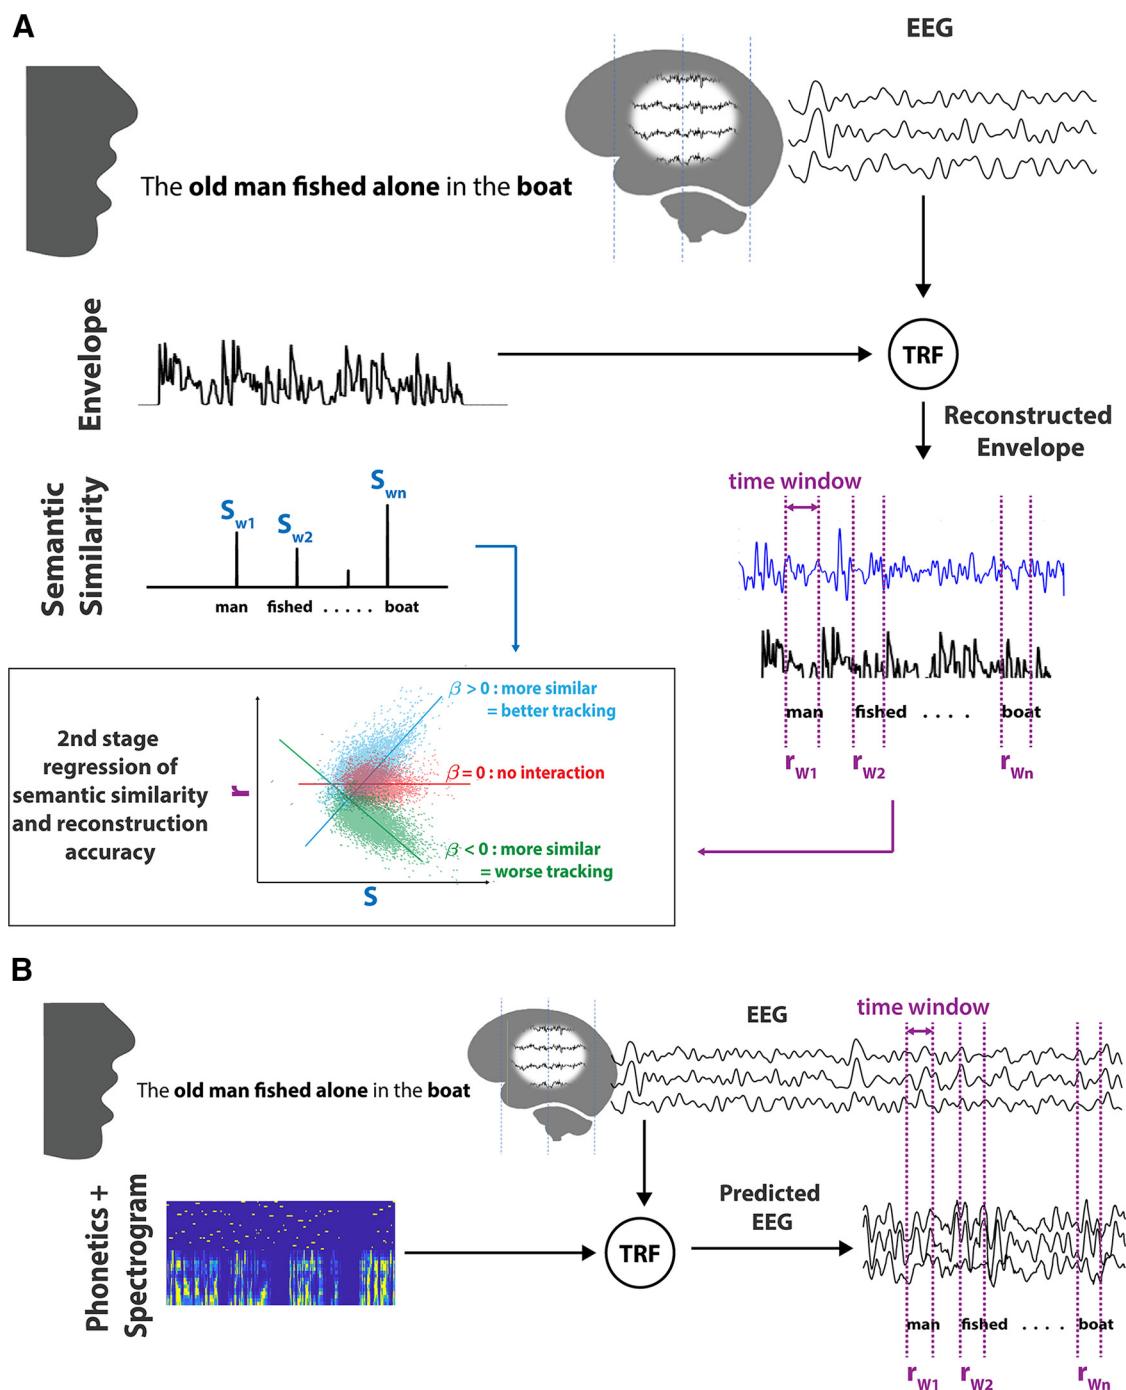 A
EEG
The old man fished alone in the boat
Envelope
TRF
Reconstructed
Envelope
Semantic
Similarity
S w1
S w2
S wn
man fished . . . . . boat
time window
man fished . . . . boat
r W1 r W2 r Wn
2nd stage
regression of
semantic similarity
and reconstruction
accuracy
r
S
β > 0 : more similar
= better tracking
β = 0 : no interaction
β < 0 : more similar
= worse tracking
B
EEG
time window
The old man fished alone in the boat
Phonetics +
Spectrogram
TRF
Predicted
EEG
man fished . . . . boat
r W1 r W2 r Wn